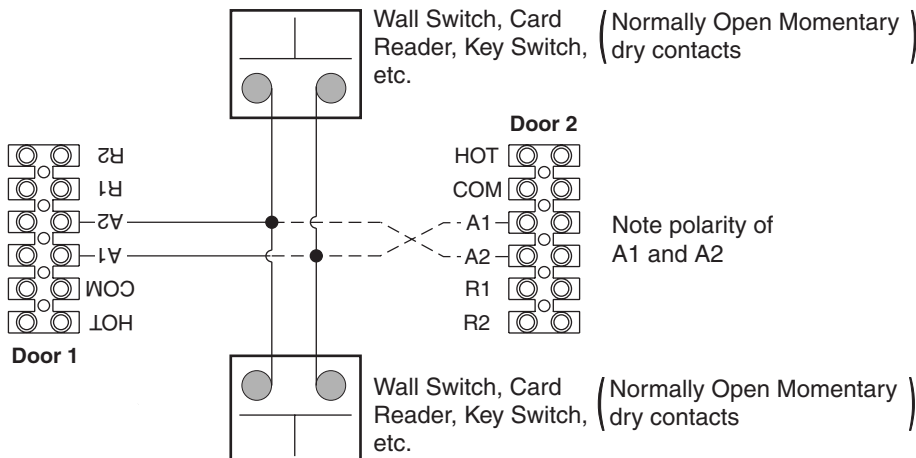 Wall Switch, Card
Reader, Key Switch,
etc.
(Normally Open Momentary
dry contacts)
Door 2
R2
R1
A2
A1
COM
HOT
Door 1
HOT
COM
A1
A2
R1
R2
Note polarity of
A1 and A2
Wall Switch, Card
Reader, Key Switch,
etc.
(Normally Open Momentary
dry contacts)